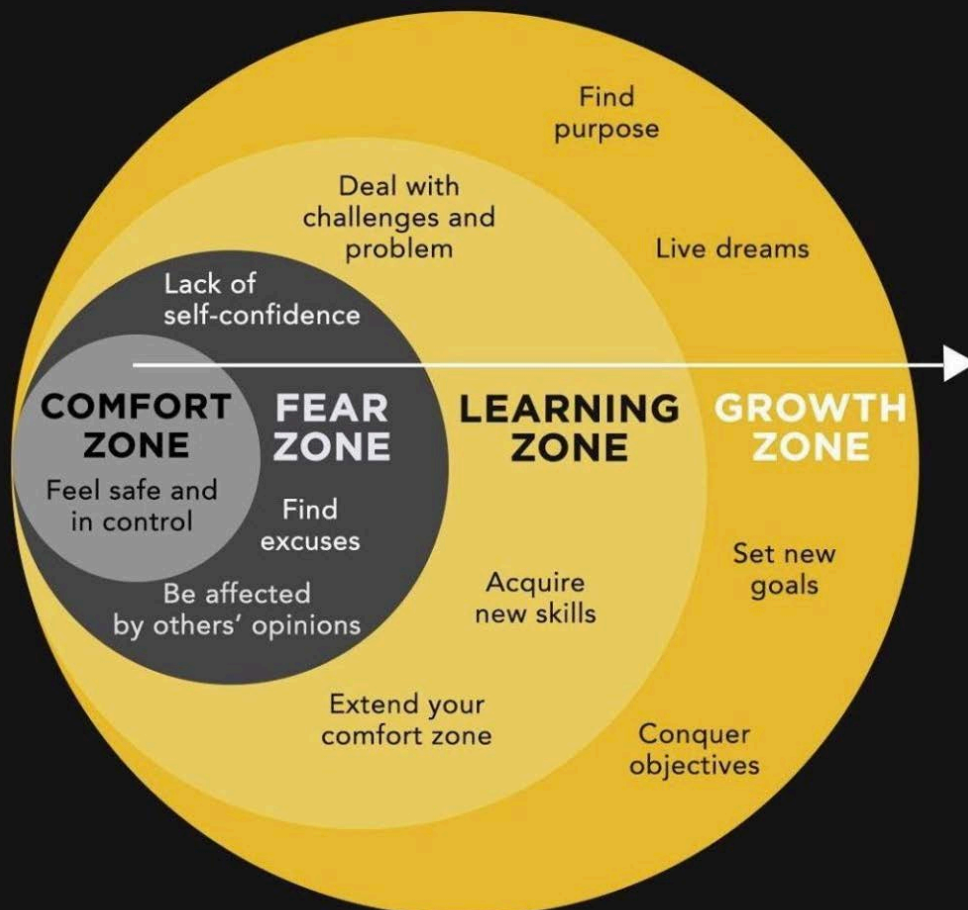 Find
purpose
Deal with
challenges and
problem
Live dreams
Lack of
self-confidence
COMFORT
ZONE
Feel safe and
in control
FEAR
ZONE
Find
excuses
Be affected
by others' opinions
LEARNING
ZONE
Acquire
new skills
Extend your
comfort zone
GROWTH
ZONE
Set new
goals
Conquer
objectives